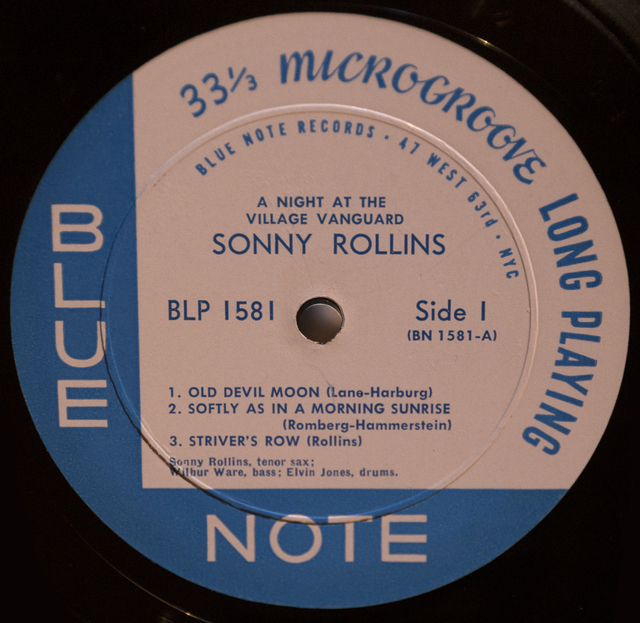 33⅓ MICROGROOVE LONG PLAYING
BLUE NOTE RECORDS • 47 WEST 63rd • NYC
A NIGHT AT THE
VILLAGE VANGUARD
SONNY ROLLINS
BLP 1581 Side 1
(BN 1581-A)
1. OLD DEVIL MOON (Lane-Harburg)
2. SOFTLY AS IN A MORNING SUNRISE
(Romberg-Hammerstein)
3. STRIVER'S ROW (Rollins)
Sonny Rollins, tenor sax;
Wilbur Ware, bass; Elvin Jones, drums.
BLUE
NOTE